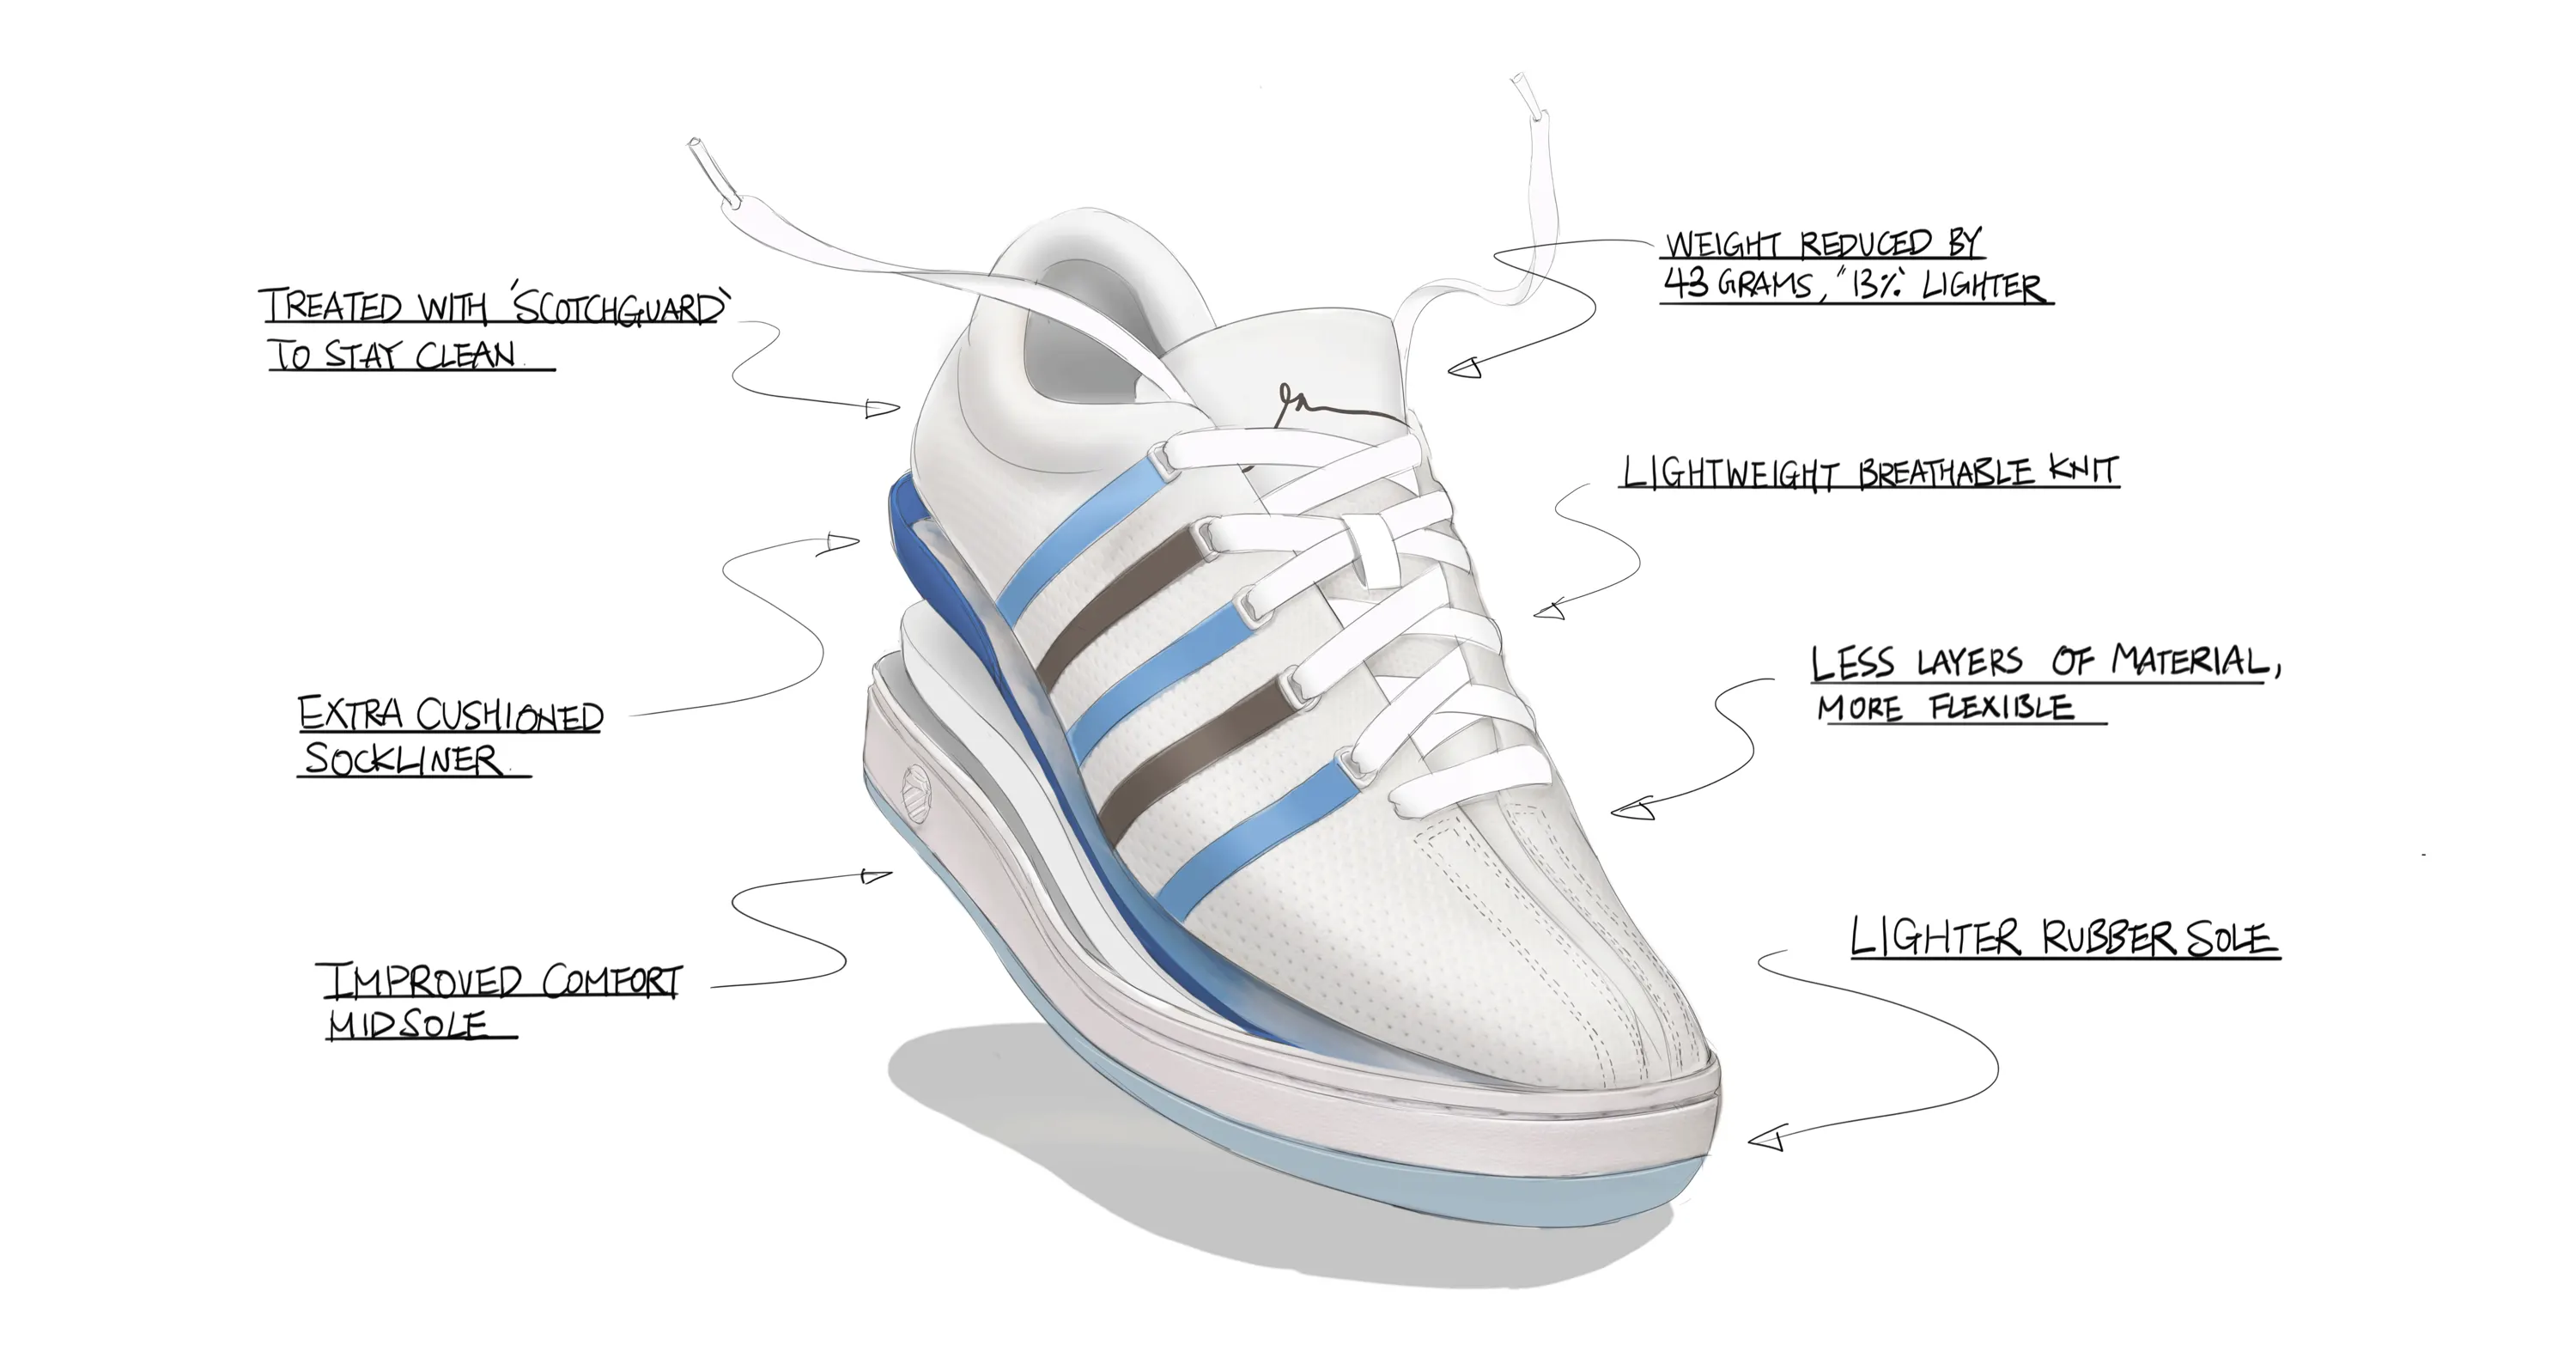 TREATED WITH 'SCOTCHGUARD'
TO STAY CLEAN.
EXTRA CUSHIONED
SOCKLINER.
IMPROVED COMFORT
MIDSOLE
WEIGHT REDUCED BY
43 GRAMS, "13%" LIGHTER
LIGHTWEIGHT BREATHABLE KNIT
LESS LAYERS OF MATERIAL,
MORE FLEXIBLE
LIGHTER RUBBER SOLE